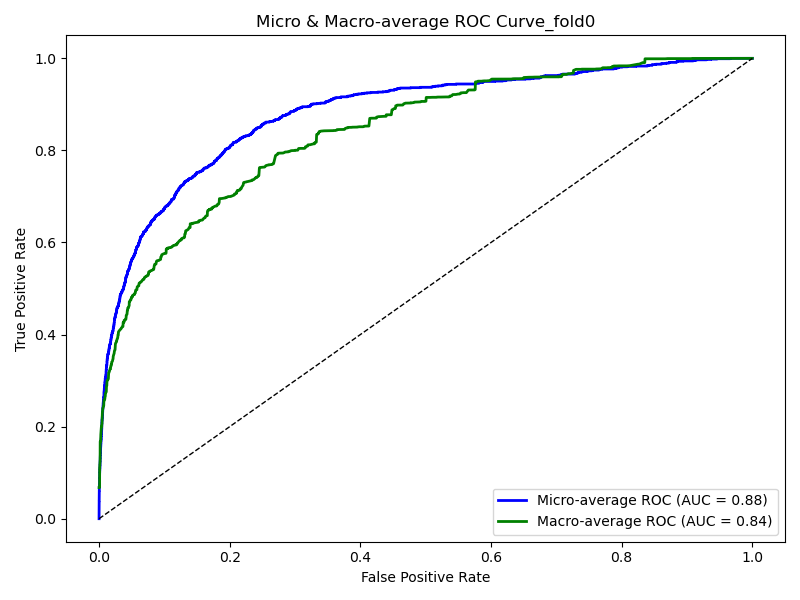 Micro & Macro-average ROC Curve_fold0
True Positive Rate
1.0
0.8
0.6
0.4
0.2
0.0
0.0 0.2 0.4 0.6 0.8 1.0
False Positive Rate
Micro-average ROC (AUC = 0.88)
Macro-average ROC (AUC = 0.84)